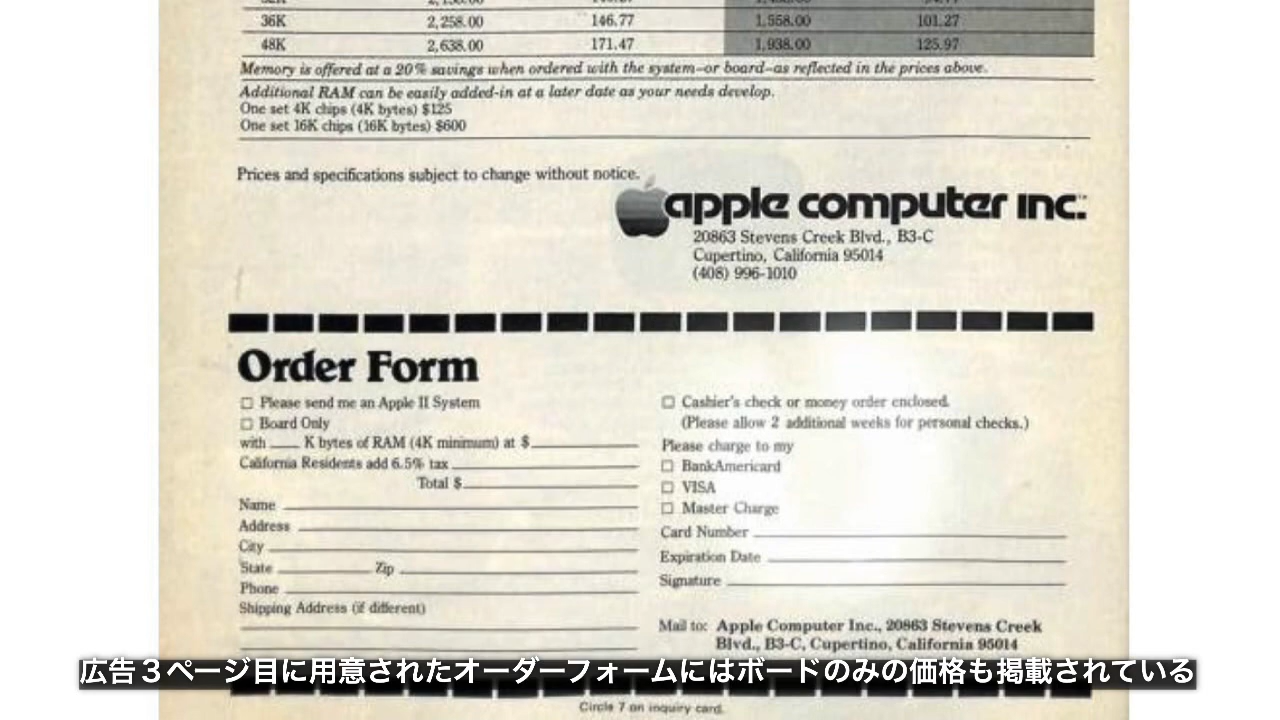 36K 2,258.00 146.77 1,558.00 101.27
48K 2,638.00 171.47 1,938.00 125.97
Memory is offered at a 20% savings when ordered with the system–or board–as reflected in the prices above.
Additional RAM can be easily added-in at a later date as your needs develop.
One set 4K chips (4K bytes) $125
One set 16K chips (16K bytes) $600
Prices and specifications subject to change without notice.
apple computer inc.™
20863 Stevens Creek Blvd., B3-C
Cupertino, California 95014
(408) 996-1010
Order Form
☐ Please send me an Apple II System
☐ Board Only
with ____ K bytes of RAM (4K minimum) at $
California Residents add 6.5% tax
Total $
Name
Address
City
State ____ Zip
Phone
Shipping Address (if different)
☐ Cashier's check or money order enclosed.
(Please allow 2 additional weeks for personal checks.)
Please charge to my
☐ BankAmericard
☐ VISA
☐ Master Charge
Card Number
Expiration Date
Signature
Mail to: Apple Computer Inc., 20863 Stevens Creek
Blvd., B3-C, Cupertino, California 95014
広告３ページ目に用意されたオーダーフォームにはボードのみの価格も掲載されている
Circle 7 on inquiry card.